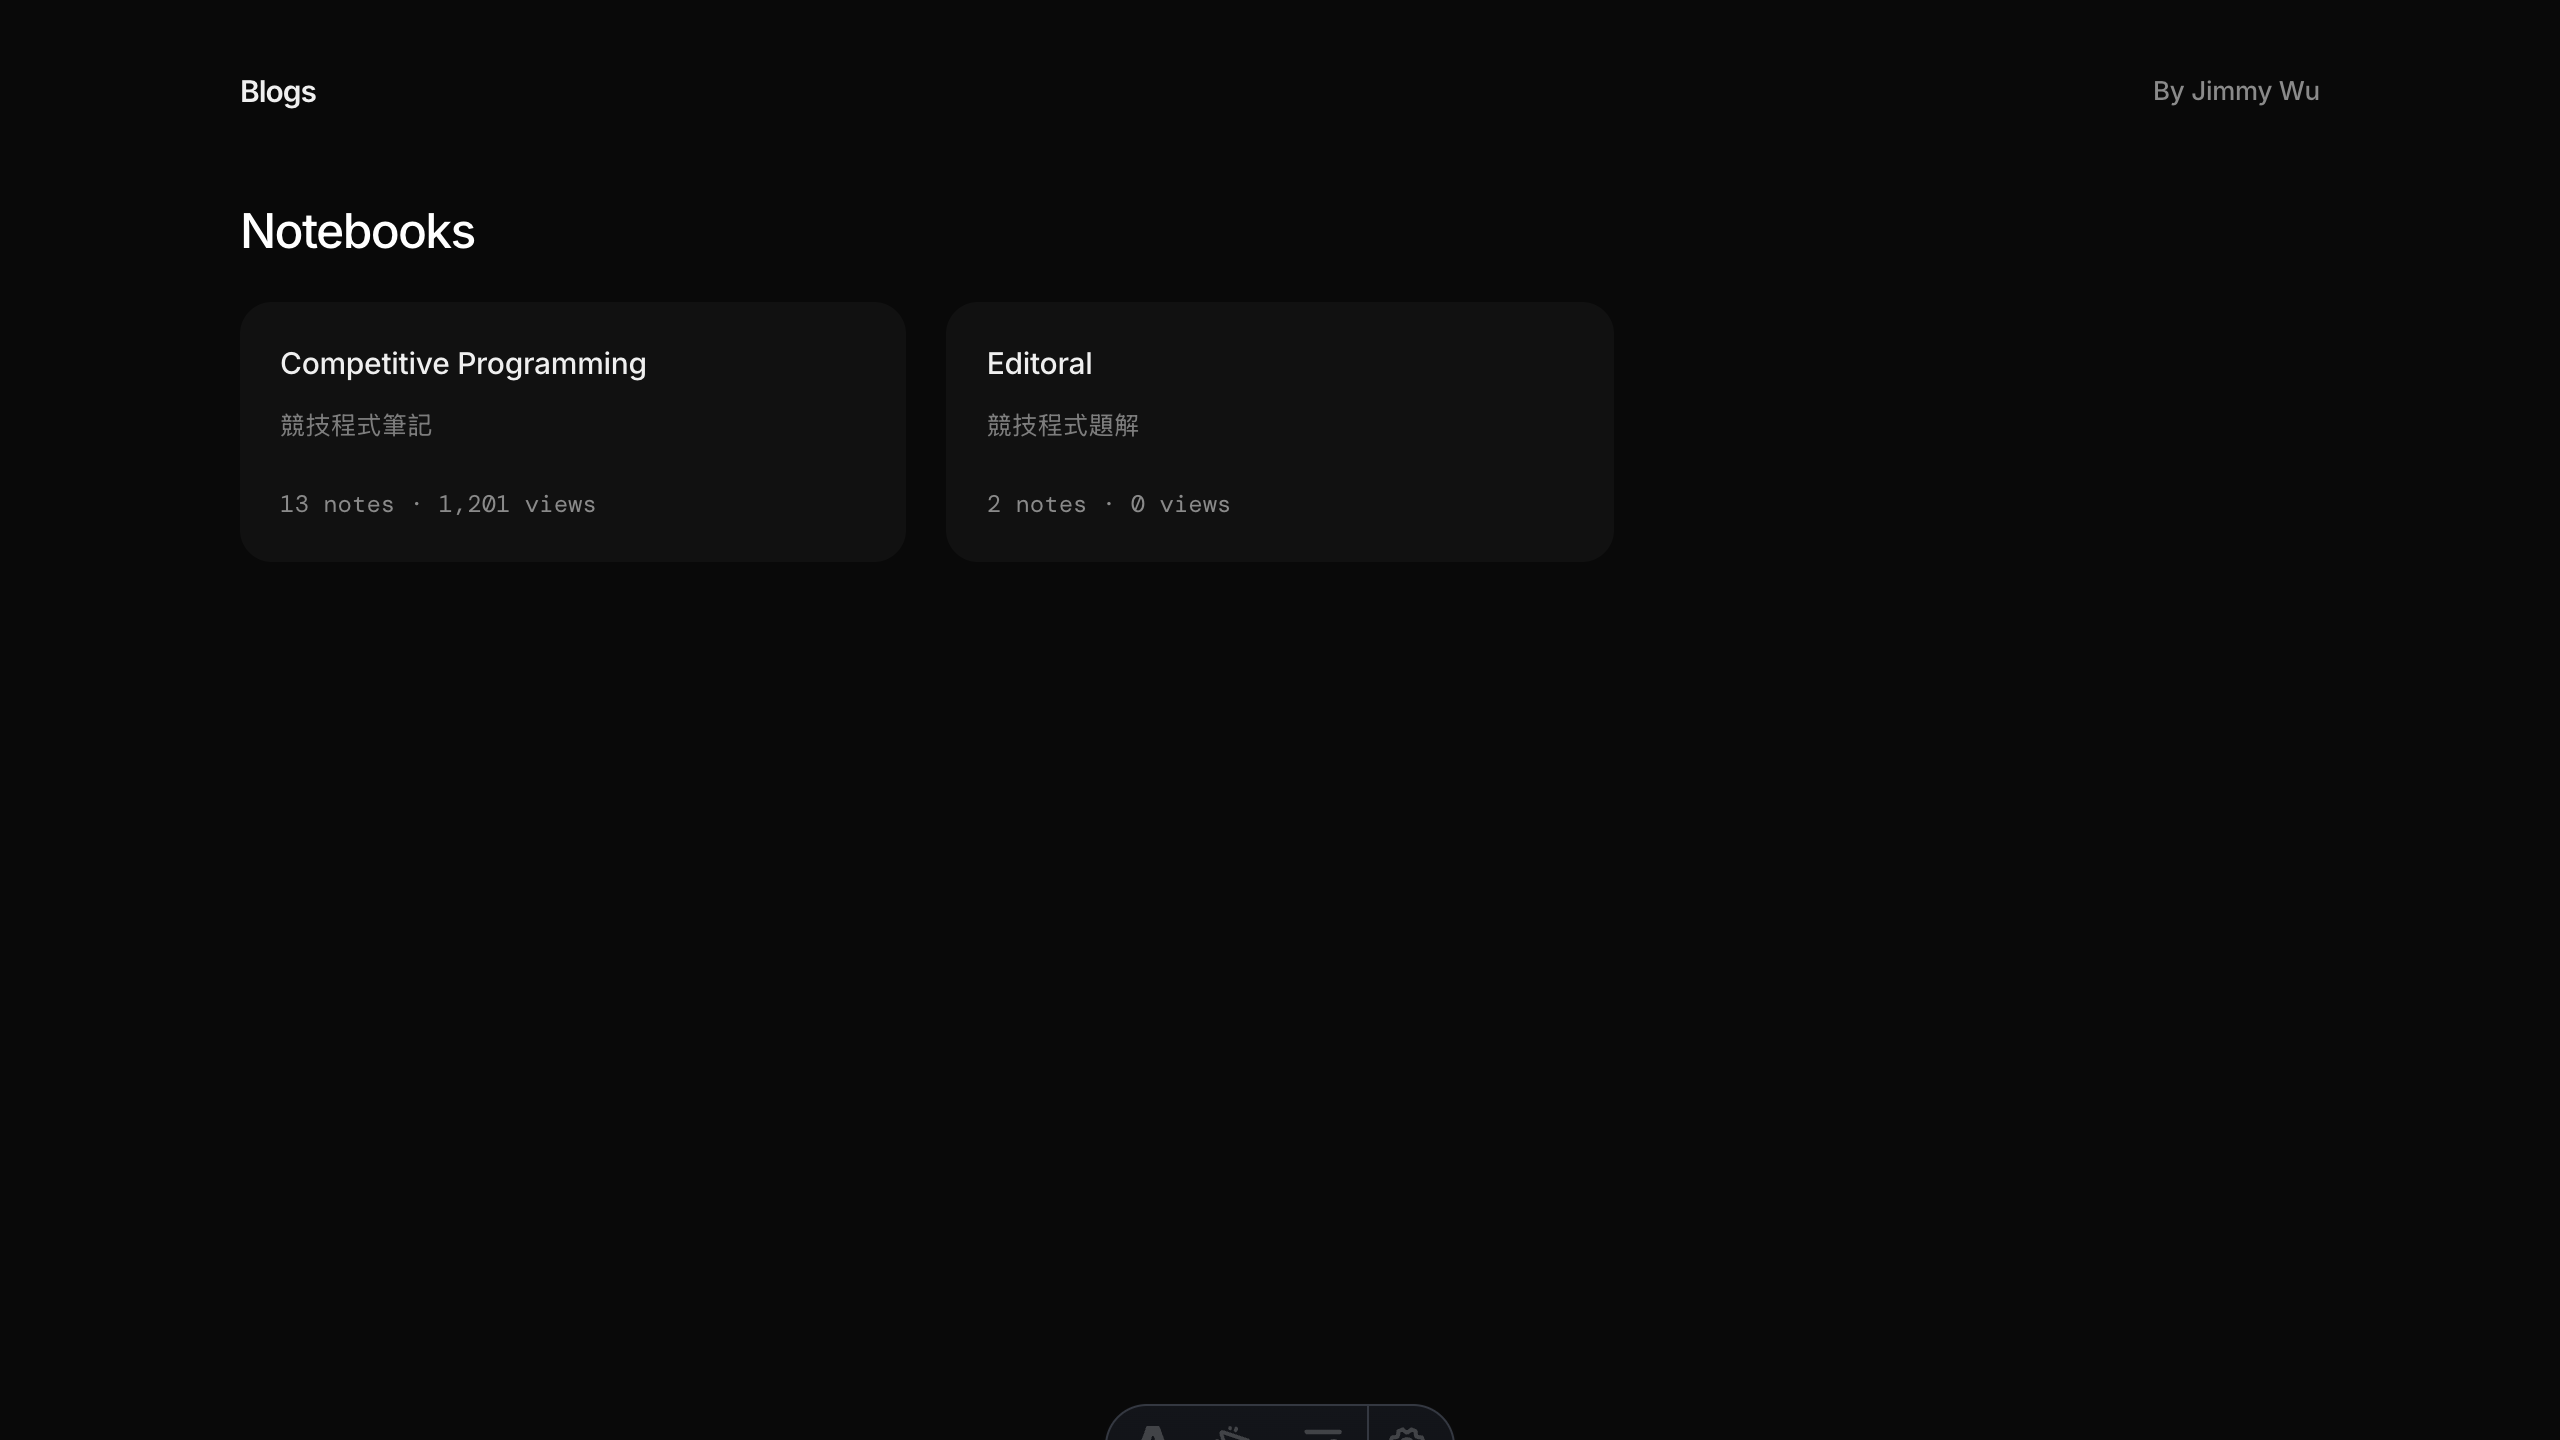 Blogs
By Jimmy Wu
Notebooks
Competitive Programming
競技程式筆記
13 notes · 1,201 views
Editoral
競技程式題解
2 notes · 0 views